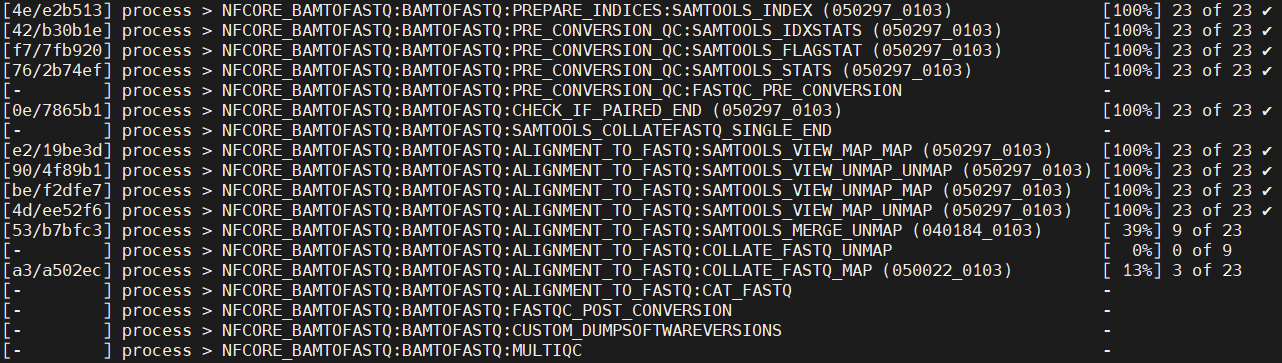 [4e/e2b513] process > NFCORE_BAMTOFASTQ:BAMTOFASTQ:PREPARE_INDICES:SAMTOOLS_INDEX (050297_0103) [100%] 23 of 23 ✔
[42/b30b1e] process > NFCORE_BAMTOFASTQ:BAMTOFASTQ:PRE_CONVERSION_QC:SAMTOOLS_IDXSTATS (050297_0103) [100%] 23 of 23 ✔
[f7/7fb920] process > NFCORE_BAMTOFASTQ:BAMTOFASTQ:PRE_CONVERSION_QC:SAMTOOLS_FLAGSTAT (050297_0103) [100%] 23 of 23 ✔
[76/2b74ef] process > NFCORE_BAMTOFASTQ:BAMTOFASTQ:PRE_CONVERSION_QC:SAMTOOLS_STATS (050297_0103) [100%] 23 of 23 ✔
[-        ] process > NFCORE_BAMTOFASTQ:BAMTOFASTQ:PRE_CONVERSION_QC:FASTQC_PRE_CONVERSION -
[0e/7865b1] process > NFCORE_BAMTOFASTQ:BAMTOFASTQ:CHECK_IF_PAIRED_END (050297_0103) [100%] 23 of 23 ✔
[-        ] process > NFCORE_BAMTOFASTQ:BAMTOFASTQ:SAMTOOLS_COLLATEFASTQ_SINGLE_END -
[e2/19be3d] process > NFCORE_BAMTOFASTQ:BAMTOFASTQ:ALIGNMENT_TO_FASTQ:SAMTOOLS_VIEW_MAP_MAP (050297_0103) [100%] 23 of 23 ✔
[90/4f89b1] process > NFCORE_BAMTOFASTQ:BAMTOFASTQ:ALIGNMENT_TO_FASTQ:SAMTOOLS_VIEW_UNMAP_UNMAP (050297_0103) [100%] 23 of 23 ✔
[be/f2dfe7] process > NFCORE_BAMTOFASTQ:BAMTOFASTQ:ALIGNMENT_TO_FASTQ:SAMTOOLS_VIEW_UNMAP_MAP (050297_0103) [100%] 23 of 23 ✔
[4d/ee52f6] process > NFCORE_BAMTOFASTQ:BAMTOFASTQ:ALIGNMENT_TO_FASTQ:SAMTOOLS_VIEW_MAP_UNMAP (050297_0103) [100%] 23 of 23 ✔
[53/b7bfc3] process > NFCORE_BAMTOFASTQ:BAMTOFASTQ:ALIGNMENT_TO_FASTQ:SAMTOOLS_MERGE_UNMAP (040184_0103) [ 39%] 9 of 23
[-        ] process > NFCORE_BAMTOFASTQ:BAMTOFASTQ:ALIGNMENT_TO_FASTQ:COLLATE_FASTQ_UNMAP [  0%] 0 of 9
[a3/a502ec] process > NFCORE_BAMTOFASTQ:BAMTOFASTQ:ALIGNMENT_TO_FASTQ:COLLATE_FASTQ_MAP (050022_0103) [ 13%] 3 of 23
[-        ] process > NFCORE_BAMTOFASTQ:BAMTOFASTQ:ALIGNMENT_TO_FASTQ:CAT_FASTQ -
[-        ] process > NFCORE_BAMTOFASTQ:BAMTOFASTQ:FASTQC_POST_CONVERSION -
[-        ] process > NFCORE_BAMTOFASTQ:BAMTOFASTQ:CUSTOM_DUMPSOFTWAREVERSIONS -
[-        ] process > NFCORE_BAMTOFASTQ:BAMTOFASTQ:MULTIQC -